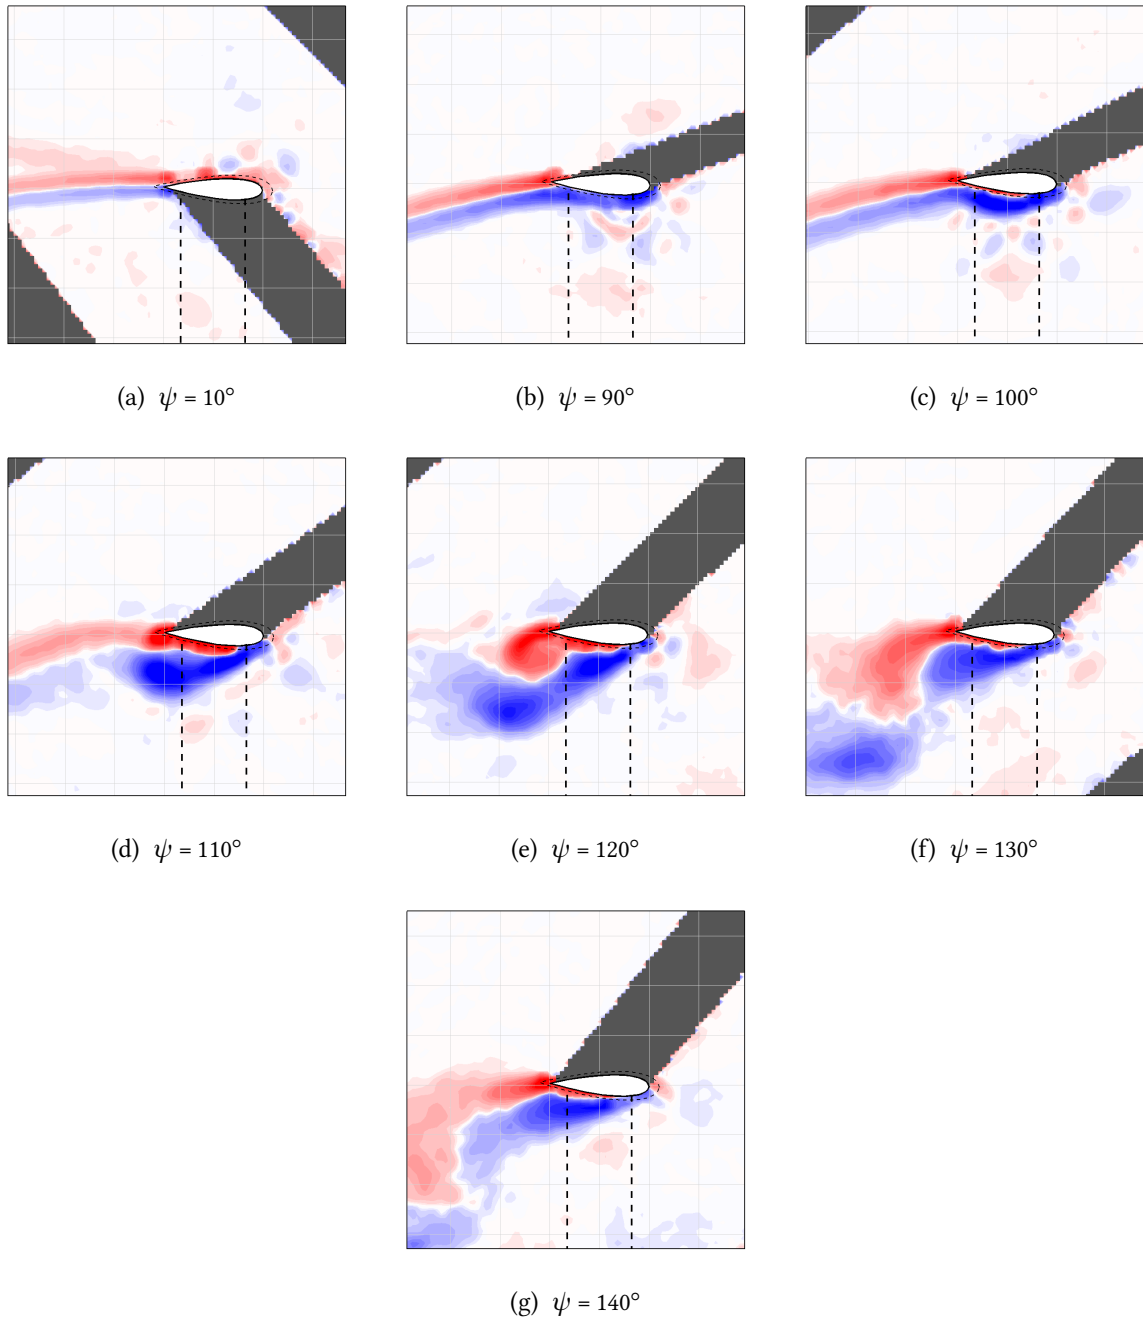 (a) ψ = 10°
(b) ψ = 90°
(c) ψ = 100°
(d) ψ = 110°
(e) ψ = 120°
(f) ψ = 130°
(g) ψ = 140°